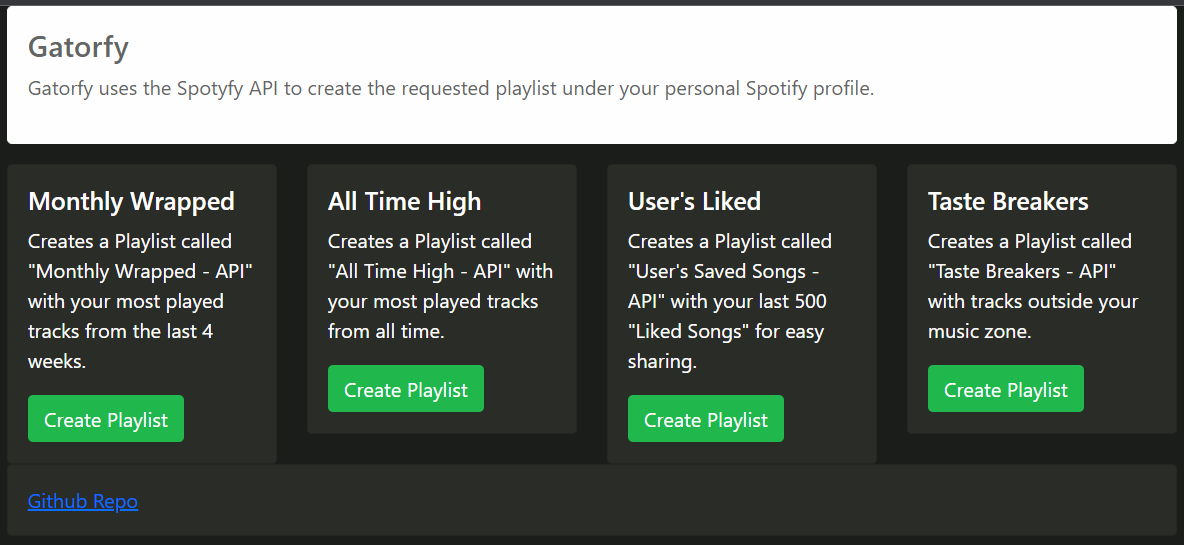 Gatorfy
Gatorfy uses the Spotyfy API to create the requested playlist under your personal Spotify profile.
Monthly Wrapped
Creates a Playlist called
"Monthly Wrapped - API"
with your most played
tracks from the last 4
weeks.
Create Playlist
All Time High
Creates a Playlist called
"All Time High - API" with
your most played tracks
from all time.
Create Playlist
User's Liked
Creates a Playlist called
"User's Saved Songs -
API" with your last 500
"Liked Songs" for easy
sharing.
Create Playlist
Taste Breakers
Creates a Playlist called
"Taste Breakers - API"
with tracks outside your
music zone.
Create Playlist
Github Repo